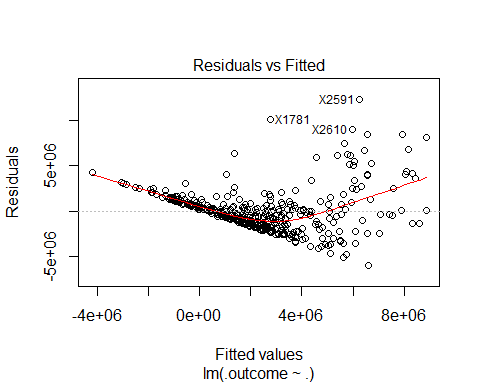 Residuals vs Fitted
X2591
X1781
X2610
Residuals
5e+06
-5e+06
-4e+06 0e+00 4e+06 8e+06
Fitted values
lm(.outcome ~ .)